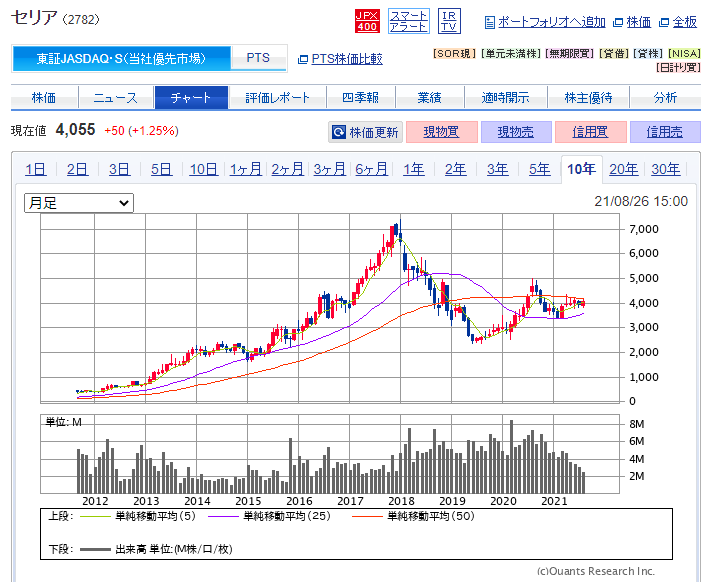 セリア (2782)
JPX 400 スマート アラート IR TV ポートフォリオへ追加 株価 全板
東証JASDAQ・S(当社優先市場) PTS PTS株価比較
[SOR現] [単元未満株] [無期限買] [貸借] [貸株] [NISA]
[日計り買]
株価 ニュース チャート 評価レポート 四季報 業績 適時開示 株主優待 分析
現在値 4,055 +50 (+1.25%) 株価更新 現物買 現物売 信用買 信用売
1日 2日 3日 5日 10日 1ヶ月 2ヶ月 3ヶ月 6ヶ月 1年 2年 3年 5年 10年 20年 30年
月足 21/08/26 15:00
7,000
6,000
5,000
4,000
3,000
2,000
1,000
0
単位: M
8M
6M
4M
2M
2012 2013 2014 2015 2016 2017 2018 2019 2020 2021
上段: 単純移動平均(5) 単純移動平均(25) 単純移動平均(50)
下段: 出来高 単位:(M株/口/枚)
(c)Quants Research Inc.